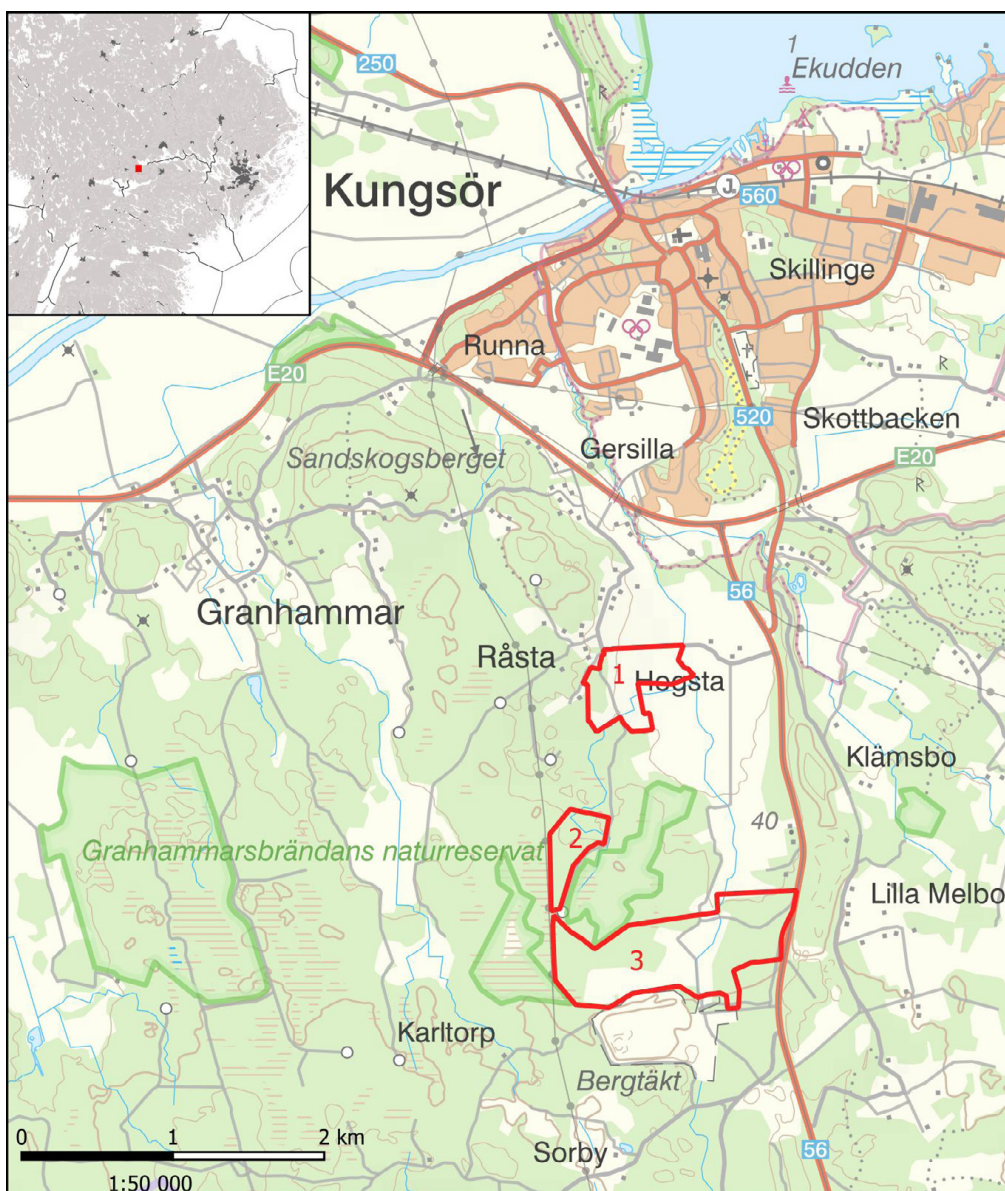 250
1
Ekudden
R
Kungsör
J
560
Skillinge
Runna
E20
R
520
Skottbacken
Gersilla
Sandskogsberget
E20
R
56
Granhammar
Råsta
1
Hogsta
Klämsbo
2
40
Granhammarsbrändans naturreservat
Lilla Melbo
3
Karltorp
Bergtäkt
0 1 2 km
Sorby
56
1:50 000